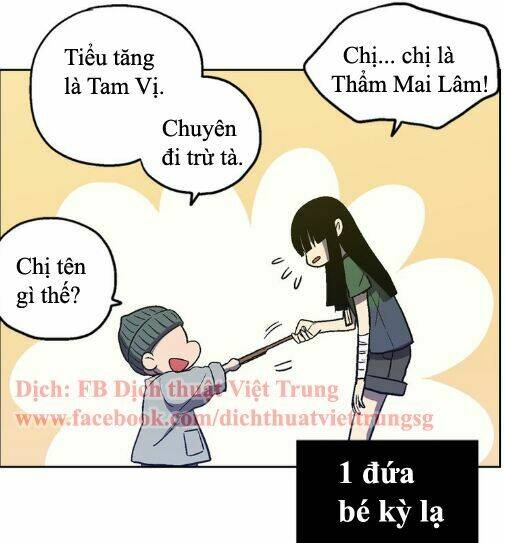 Tiểu tăng
là Tam Vị.
Chuyên
đi trừ tà.
Chị... chị là
Thẩm Mai Lâm!
Chị tên
gì thế?
Dịch: FB Dịch thuật Việt Trung
www.facebook.com/dichthuatviettrungsg
1 đứa
bé kỳ lạ